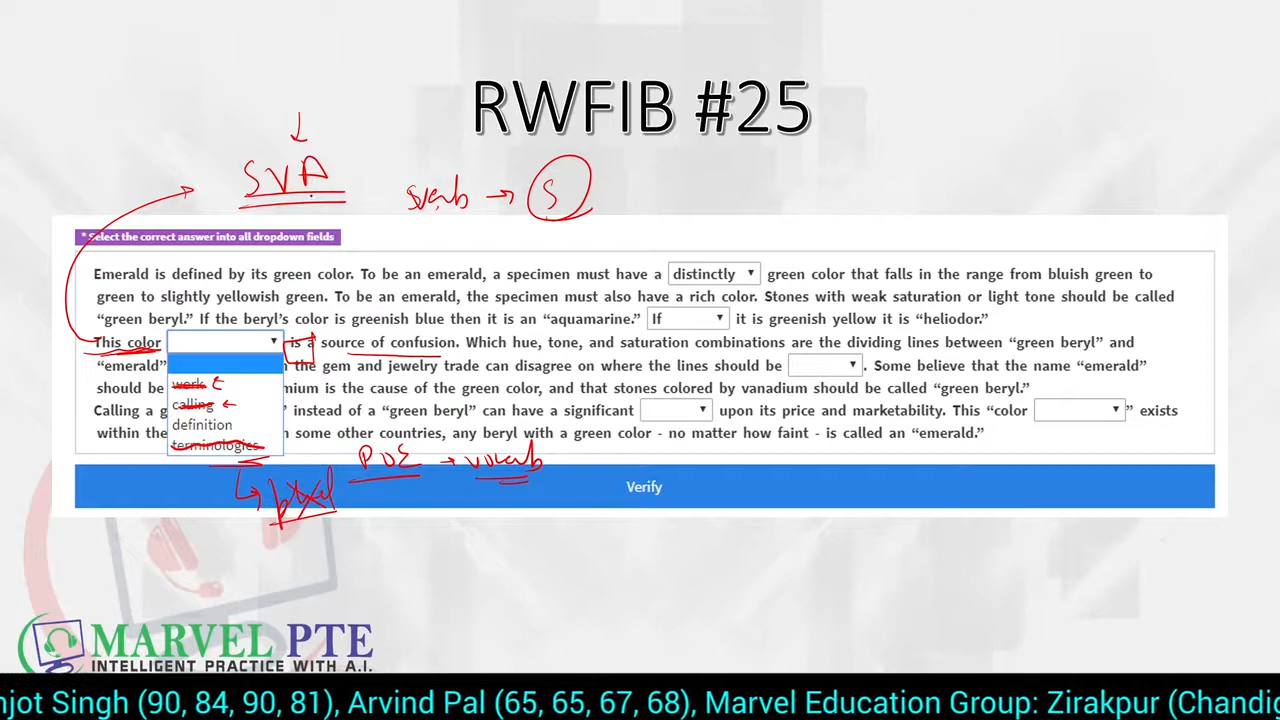 RWFIB #25
SVA
verb → S
* Select the correct answer into all dropdown fields
Emerald is defined by its green color. To be an emerald, a specimen must have a distinctly green color that falls in the range from bluish green to
green to slightly yellowish green. To be an emerald, the specimen must also have a rich color. Stones with weak saturation or light tone should be called
“green beryl.” If the beryl’s color is greenish blue then it is an “aquamarine.” If it is greenish yellow it is “heliodor.”
This color is a source of confusion. Which hue, tone, and saturation combinations are the dividing lines between “green beryl” and
“emerald” the gem and jewelry trade can disagree on where the lines should be . Some believe that the name “emerald”
should be mium is the cause of the green color, and that stones colored by vanadium should be called “green beryl.”
Calling a g ” instead of a “green beryl” can have a significant upon its price and marketability. This “color ” exists
within the n some other countries, any beryl with a green color - no matter how faint - is called an “emerald.”
work
calling
definition
terminologies
POE → vocab
Verify
MARVEL PTE
INTELLIGENT PRACTICE WITH A.I.
njot Singh (90, 84, 90, 81), Arvind Pal (65, 65, 67, 68), Marvel Education Group: Zirakpur (Chandig